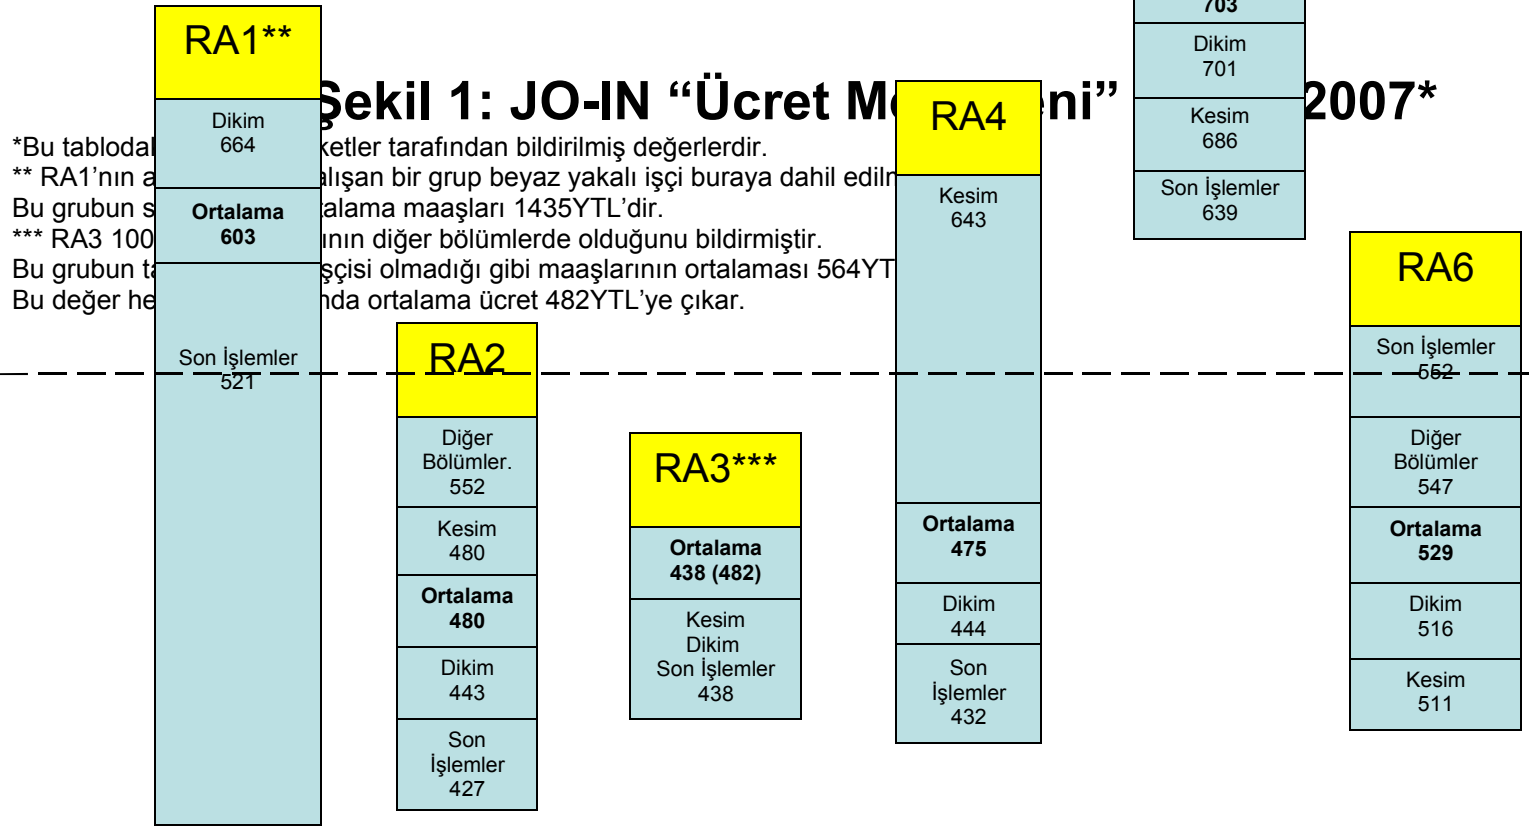 RA1**
Dikim
664
Ortalama
603
Son İşlemler
521
Şekil 1: JO-IN “Ücret M eni” 2007*
*Bu tablodal ketler tarafından bildirilmiş değerlerdir.
** RA1’nın a alışan bir grup beyaz yakalı işçi buraya dahil
Bu grubun s talama maaşları 1435YTL’dir.
*** RA3 100 ının diğer bölümlerde olduğunu bildirmiştir.
Bu grubun ta şçisi olmadığı gibi maaşlarının ortalaması 564YT
Bu değer he nda ortalama ücret 482YTL’ye çıkar.
RA2
Diğer
Bölümler.
552
Kesim
480
Ortalama
480
Dikim
443
Son
İşlemler
427
RA3***
Ortalama
438 (482)
Kesim
Dikim
Son İşlemler
438
RA4
Kesim
643
Ortalama
475
Dikim
444
Son
İşlemler
432
703
Dikim
701
Kesim
686
Son İşlemler
639
RA6
Son İşlemler
552
Diğer
Bölümler
547
Ortalama
529
Dikim
516
Kesim
511